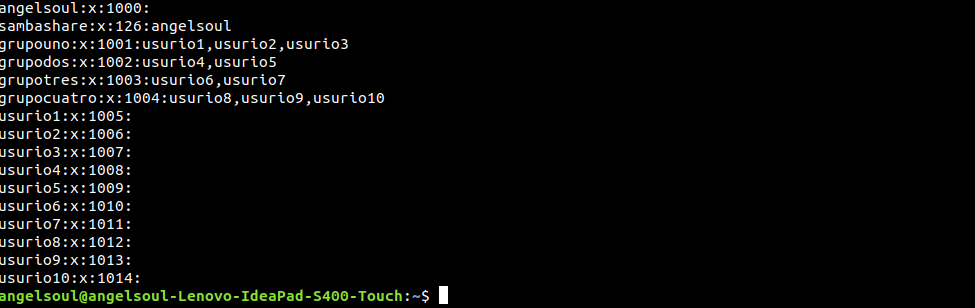 angelsoul:x:1000:
sambashare:x:126:angelsoul
grupouno:x:1001:usurio1,usurio2,usurio3
grupodos:x:1002:usurio4,usurio5
grupotres:x:1003:usurio6,usurio7
grupocuatro:x:1004:usurio8,usurio9,usurio10
usurio1:x:1005:
usurio2:x:1006:
usurio3:x:1007:
usurio4:x:1008:
usurio5:x:1009:
usurio6:x:1010:
usurio7:x:1011:
usurio8:x:1012:
usurio9:x:1013:
usurio10:x:1014:
angelsoul@angelsoul-Lenovo-IdeaPad-S400-Touch:~$